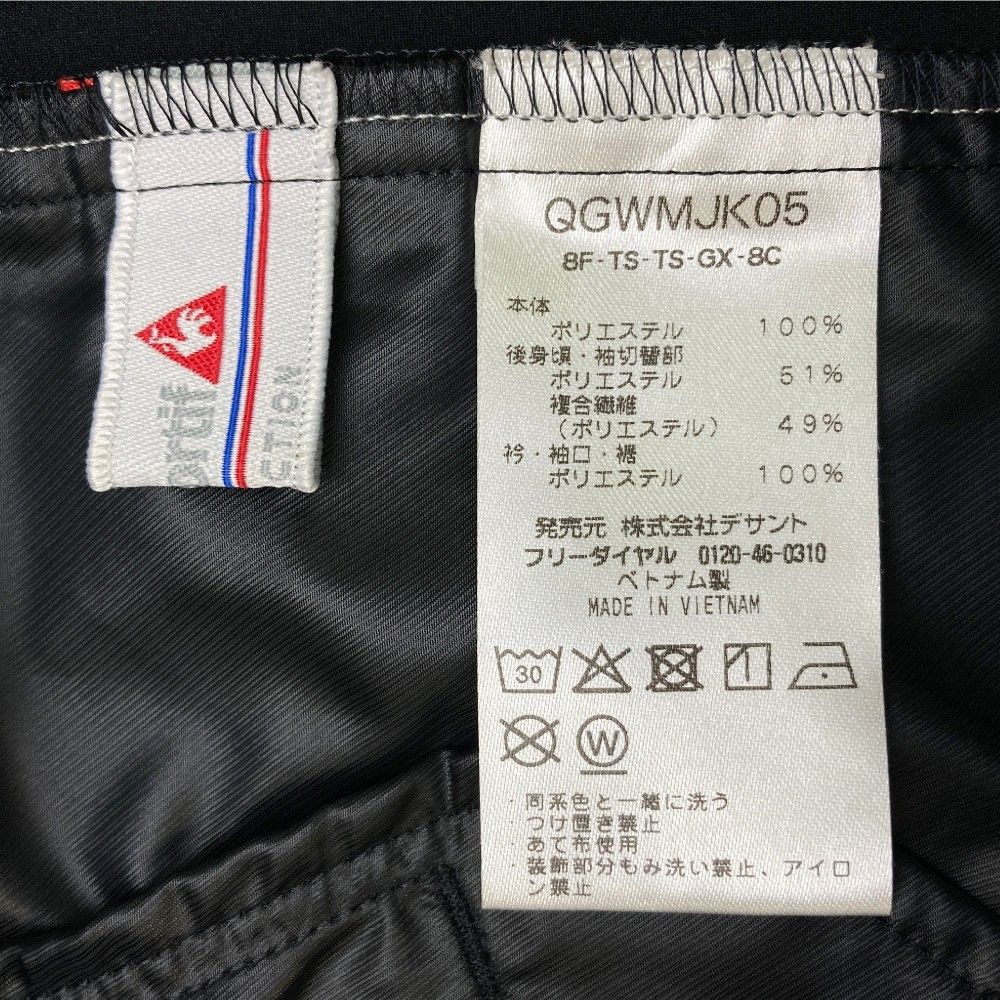 QGWMJK05
8F-TS-TS-GX-8C
本体
ポリエステル 100%
後身頃・袖切替部
ポリエステル 51%
複合繊維
(ポリエステル) 49%
衿・袖口・裾
ポリエステル 100%
発売元 株式会社デサント
フリーダイヤル 0120-46-0310
ベトナム製
MADE IN VIETNAM
30
W
・同系色と一緒に洗う
・つけ置き禁止
・あて布使用
・装飾部分もみ洗い禁止、アイロ
ン禁止
ortif
CTION